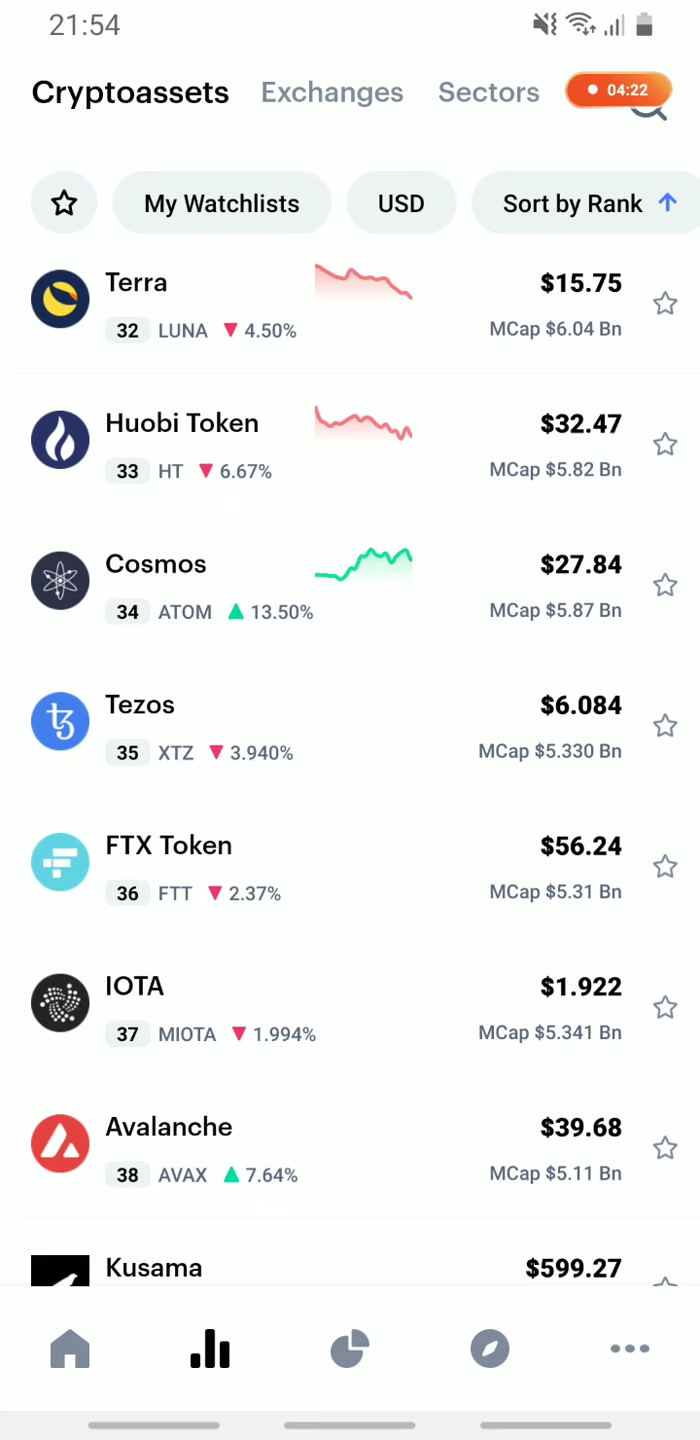 21:54
Cryptoassets Exchanges Sectors 04:22
My Watchlists USD Sort by Rank
Terra $15.75
32 LUNA 4.50% MCap $6.04 Bn
Huobi Token $32.47
33 HT 6.67% MCap $5.82 Bn
Cosmos $27.84
34 ATOM 13.50% MCap $5.87 Bn
Tezos $6.084
35 XTZ 3.940% MCap $5.330 Bn
FTX Token $56.24
36 FTT 2.37% MCap $5.31 Bn
IOTA $1.922
37 MIOTA 1.994% MCap $5.341 Bn
Avalanche $39.68
38 AVAX 7.64% MCap $5.11 Bn
Kusama $599.27